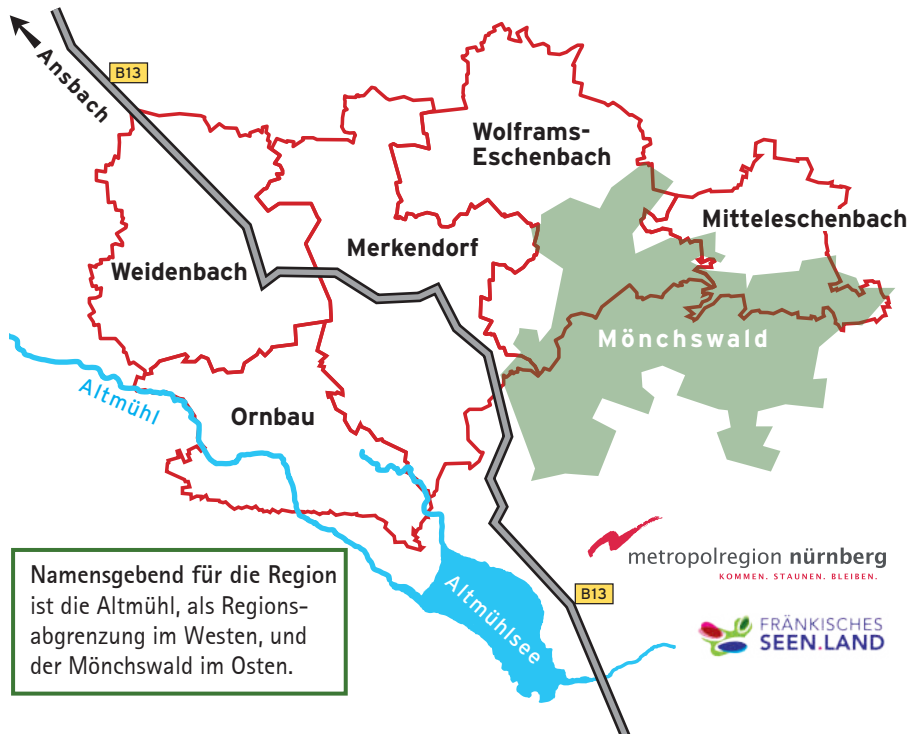 Ansbach
B13
Wolframs-
Eschenbach
Mitteleschenbach
Merkendorf
Weidenbach
Mönchswald
Altmühl
Ornbau
metropolregion nürnberg
KOMMEN. STAUNEN. BLEIBEN.
Namensgebend für die Region
ist die Altmühl, als Regions-
abgrenzung im Westen, und
der Mönchswald im Osten.
Altmühlsee
B13
FRÄNKISCHES
SEEN.LAND